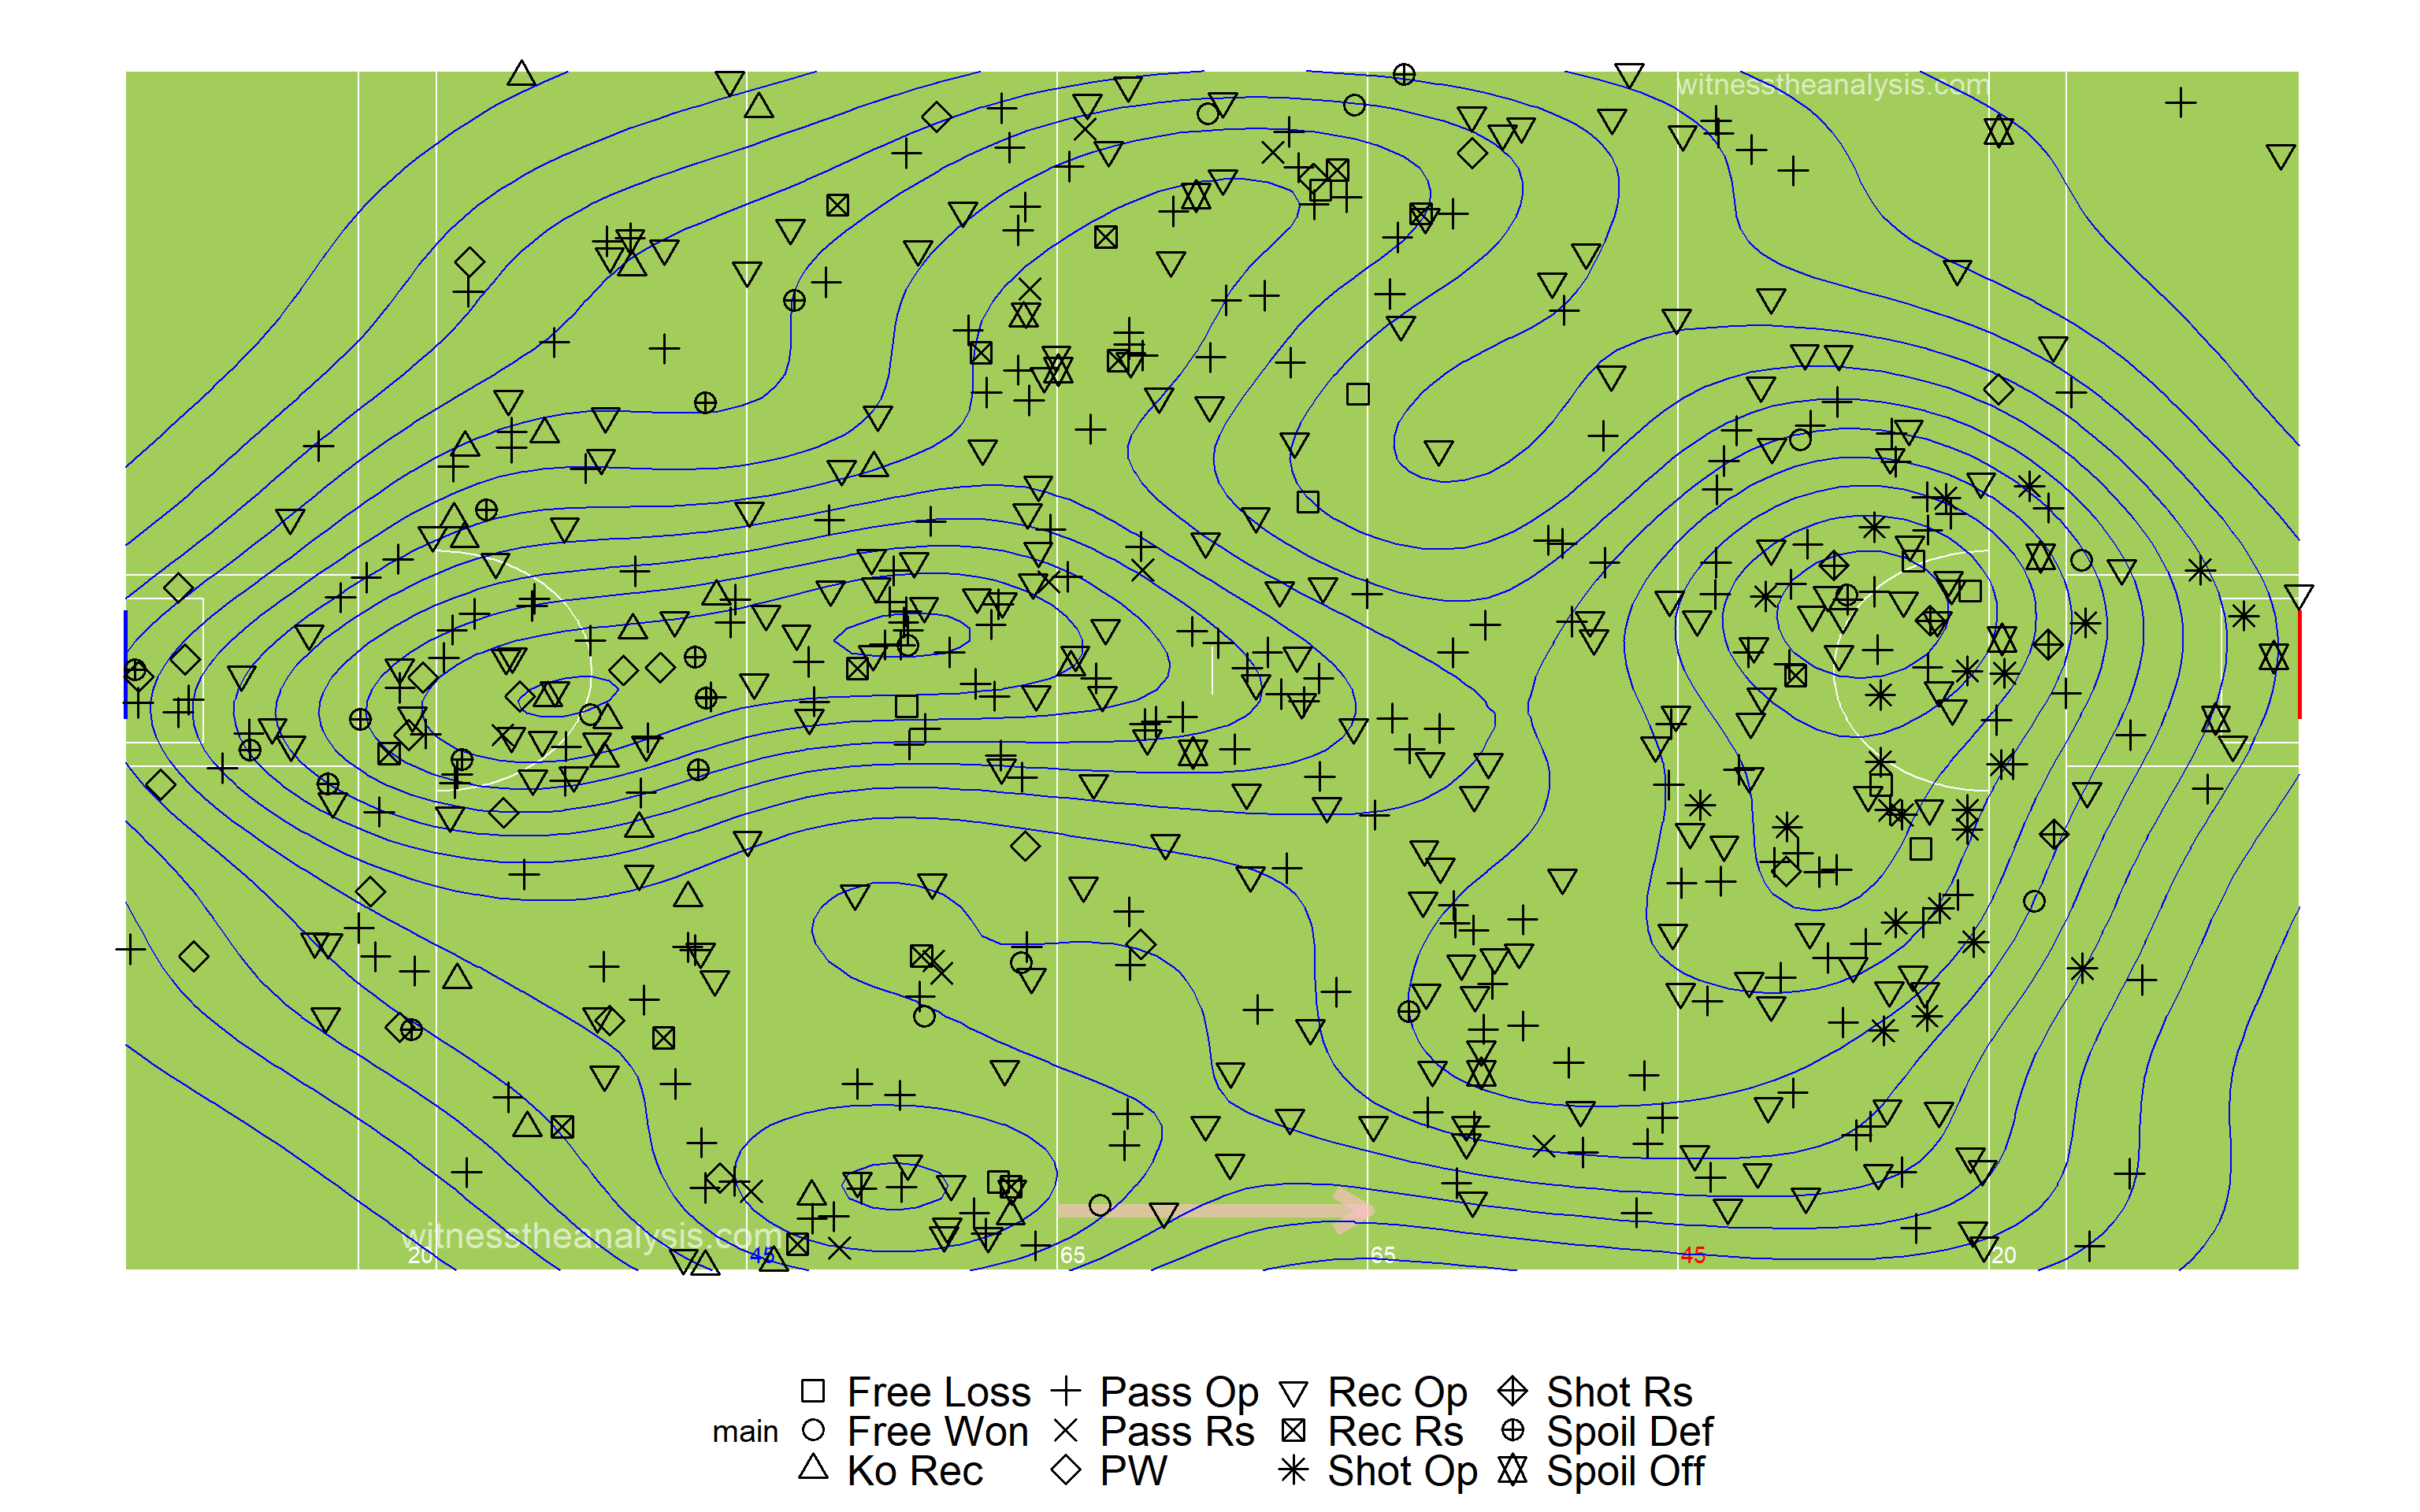 witnesstheanalysis.com
witnesstheanalysis.com
20 45 65 65 45 20
Free Loss Pass Op Rec Op Shot Rs
main Free Won Pass Rs Rec Rs Spoil Def
Ko Rec PW Shot Op Spoil Off